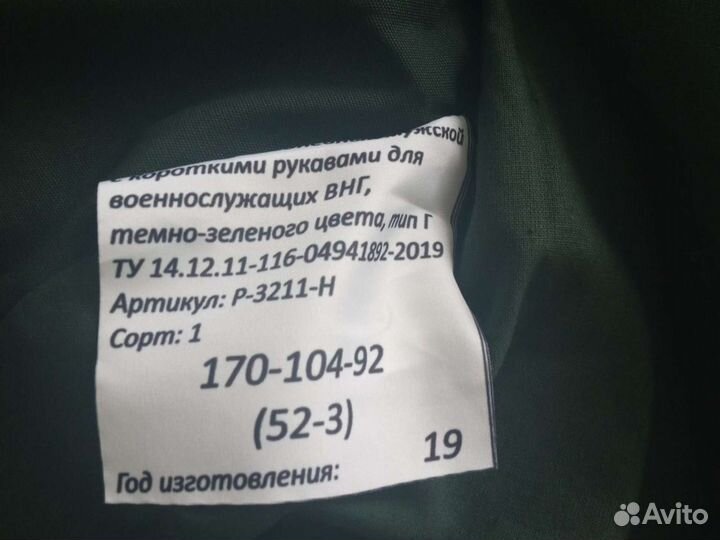 мужской
с короткими рукавами для
военнослужащих ВНГ,
темно-зеленого цвета, тип Г
ТУ 14.12.11-116-04941892-2019
Артикул: Р-3211-Н
Сорт: 1
170-104-92
(52-3)
19
Год изготовления:
Avito